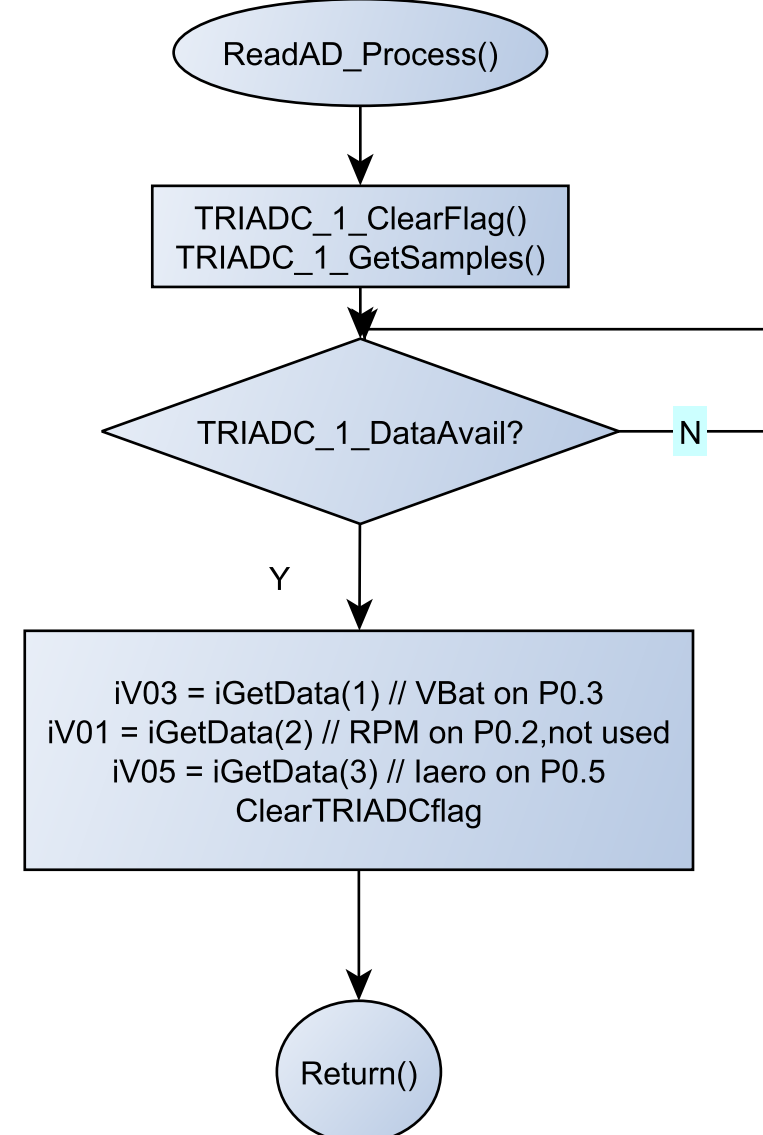 ReadAD_Process()
TRIADC_1_ClearFlag()
TRIADC_1_GetSamples()
TRIADC_1_DataAvail?
N
Y
iV03 = iGetData(1) // VBat on P0.3
iV01 = iGetData(2) // RPM on P0.2,not used
iV05 = iGetData(3) // Iaero on P0.5
ClearTRIADCflag
Return()